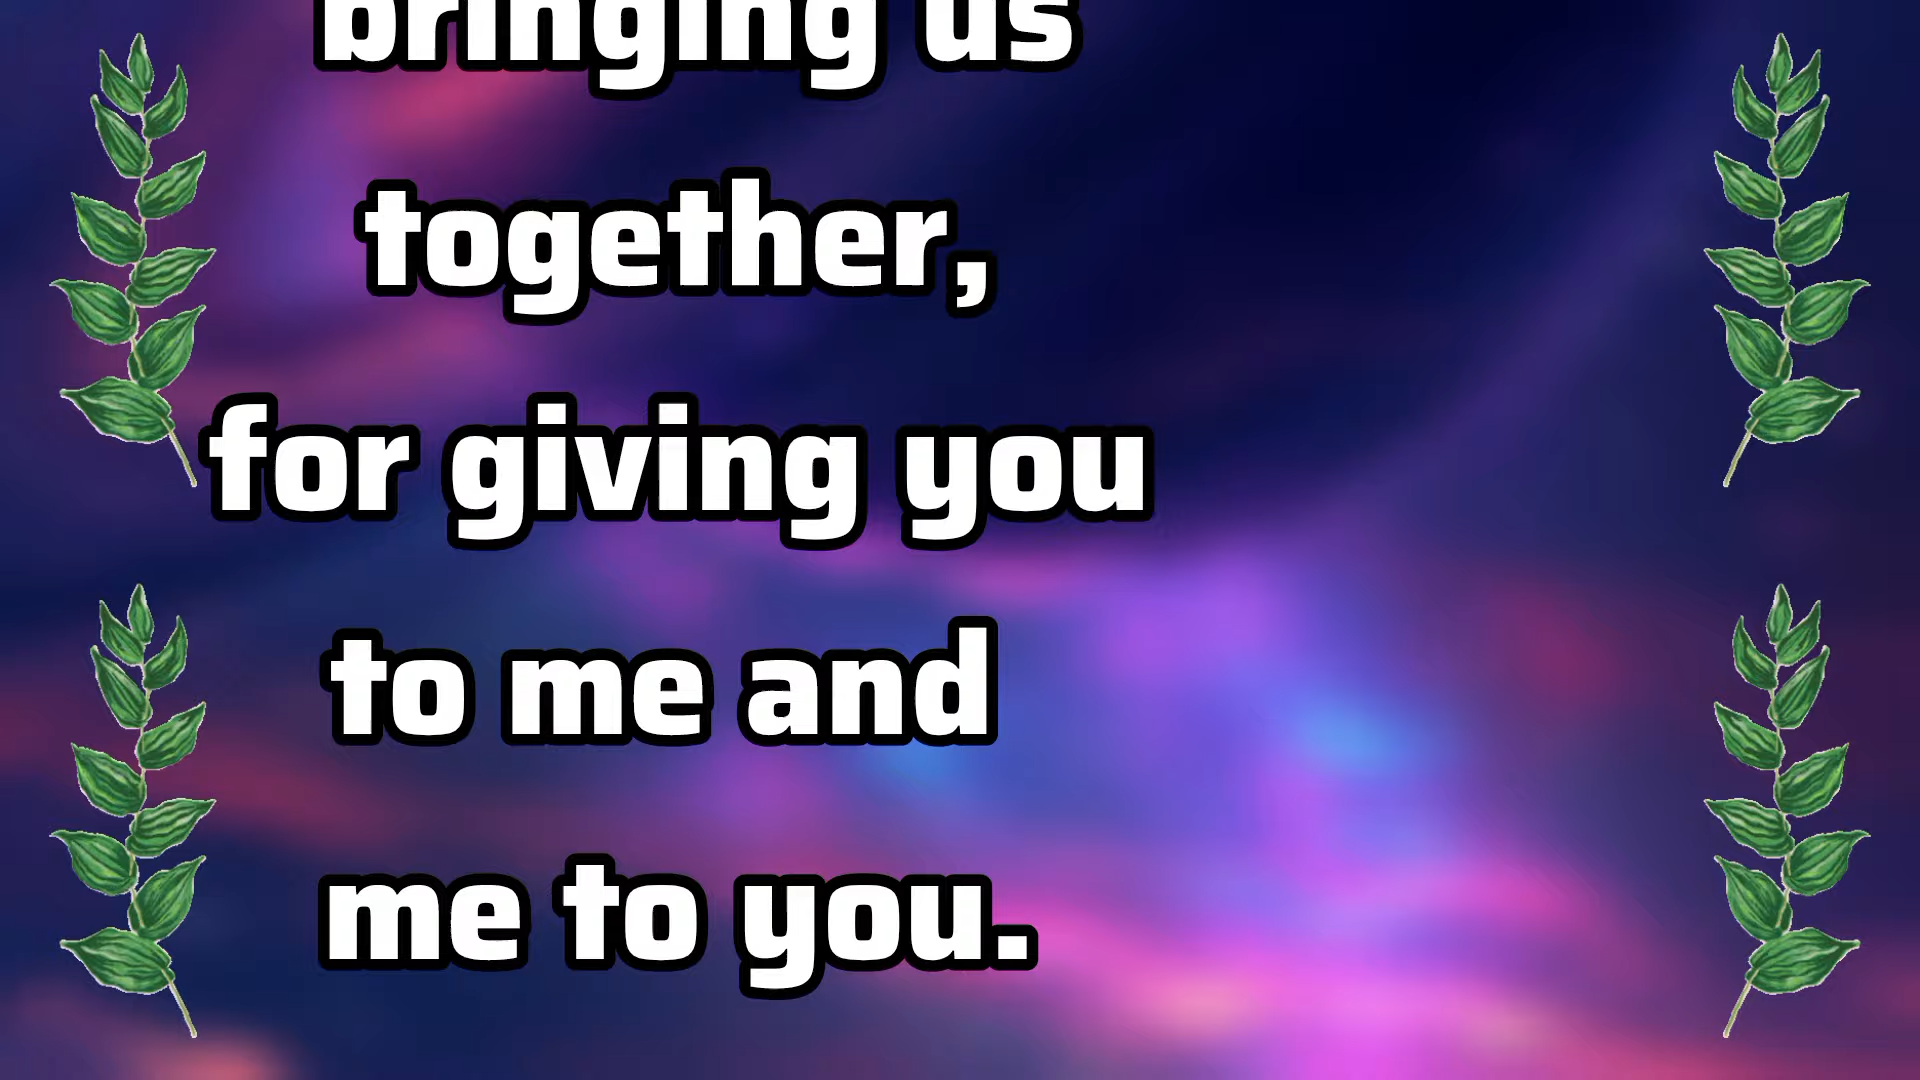 bringing us
together,
for giving you
to me and
me to you.